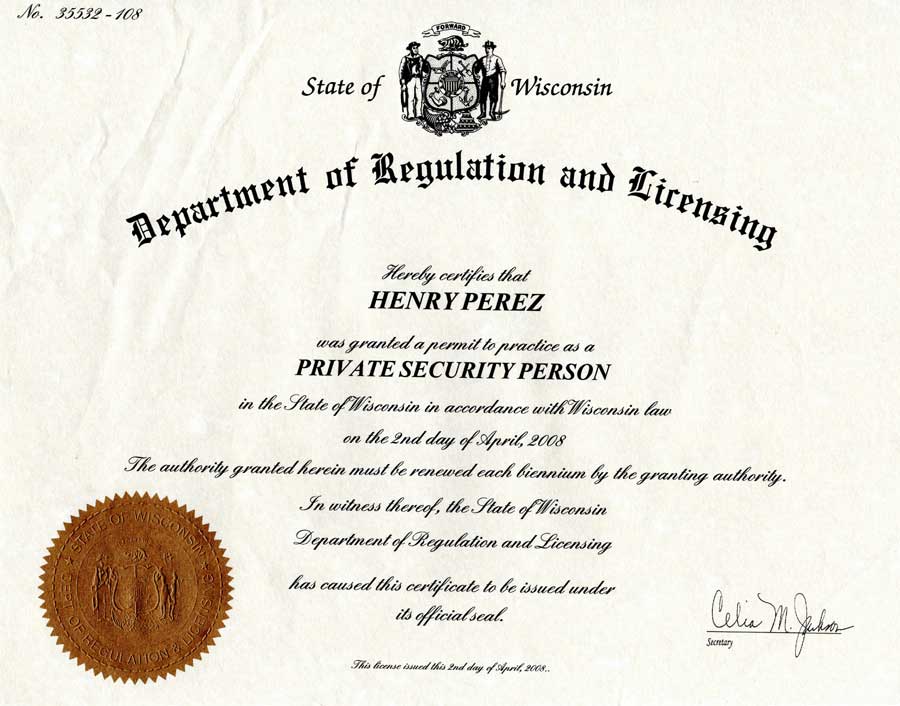 No. 35532-108
FORWARD
State of Wisconsin
Department of Regulation and Licensing
Hereby certifies that
HENRY PEREZ
was granted a permit to practice as a
PRIVATE SECURITY PERSON
in the State of Wisconsin in accordance with Wisconsin law
on the 2nd day of April, 2008
The authority granted herein must be renewed each biennium by the granting authority.
In witness thereof, the State of Wisconsin
Department of Regulation and Licensing
has caused this certificate to be issued under
its official seal.
STATE OF WISCONSIN
DEPT. OF REGULATION &
Celia M. Jackson
Secretary
This license issued this 2nd day of April, 2008..